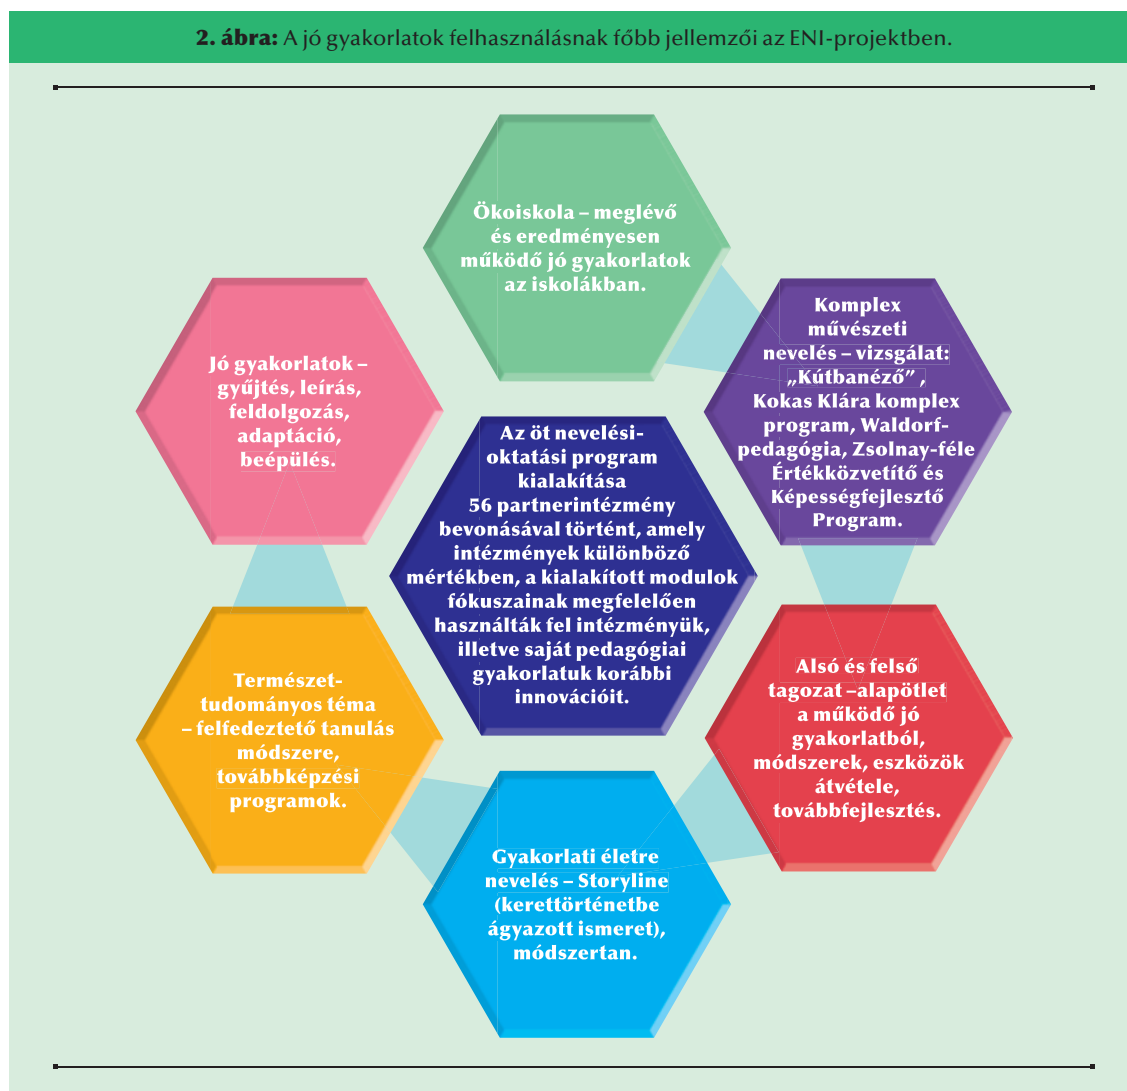 2. ábra: A jó gyakorlatok felhasználásnak főbb jellemzői az ENI-projektben.
Ökoiskola – meglévő
és eredményesen
működő jó gyakorlatok
az iskolákban.
Komplex
művészeti
nevelés – vizsgálat:
„Kútbanéző” ,
Kokas Klára komplex
program, Waldorf-
pedagógia, Zsolnay-féle
Értékközvetítő és
Képességfejlesztő
Program.
Jó gyakorlatok –
gyűjtés, leírás,
feldolgozás,
adaptáció,
beépülés.
Az öt nevelési-
oktatási program
kialakítása
56 partnerintézmény
bevonásával történt, amely
intézmények különböző
mértékben, a kialakított modulok
fókuszainak megfelelően
használták fel intézményük,
illetve saját pedagógiai
gyakorlatuk korábbi
innovációit.
Természet-
tudományos téma
– felfedeztető tanulás
módszere,
továbbképzési
programok.
Alsó és felső
tagozat –alapötlet
a működő jó
gyakorlatból,
módszerek, eszközök
átvétele,
továbbfejlesztés.
Gyakorlati életre
nevelés – Storyline
(kerettörténetbe
ágyazott ismeret),
módszertan.